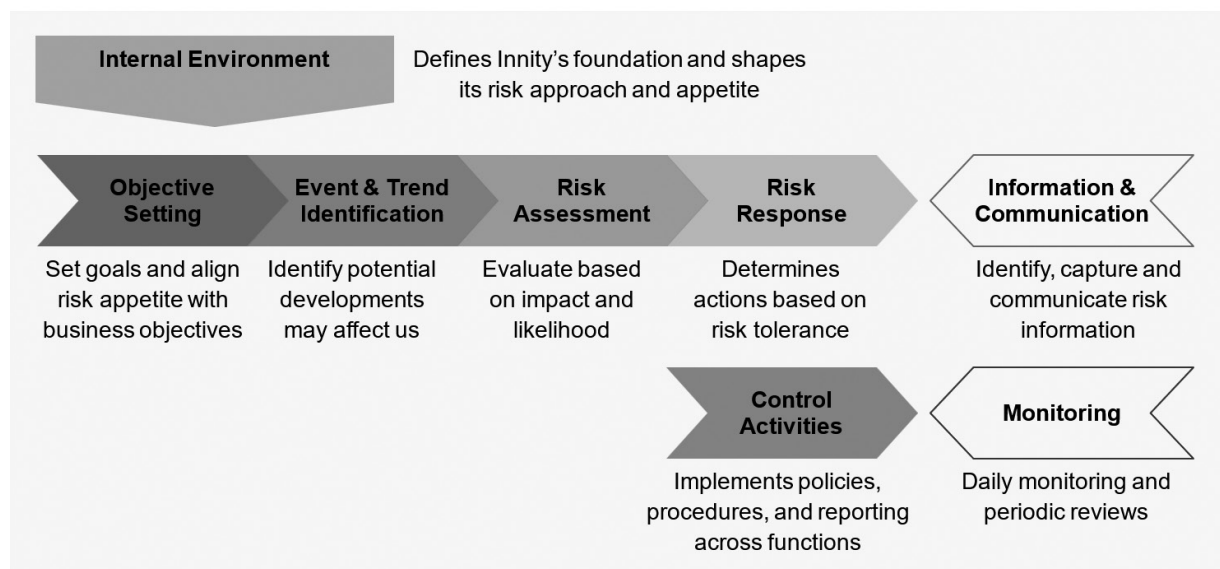 Internal Environment
Defines Innity’s foundation and shapes
its risk approach and appetite
Objective
Setting
Set goals and align
risk appetite with
business objectives
Event & Trend
Identification
Identify potential
developments
may affect us
Risk
Assessment
Evaluate based
on impact and
likelihood
Risk
Response
Determines
actions based on
risk tolerance
Information &
Communication
Identify, capture and
communicate risk
information
Control
Activities
Implements policies,
procedures, and reporting
across functions
Monitoring
Daily monitoring and
periodic reviews